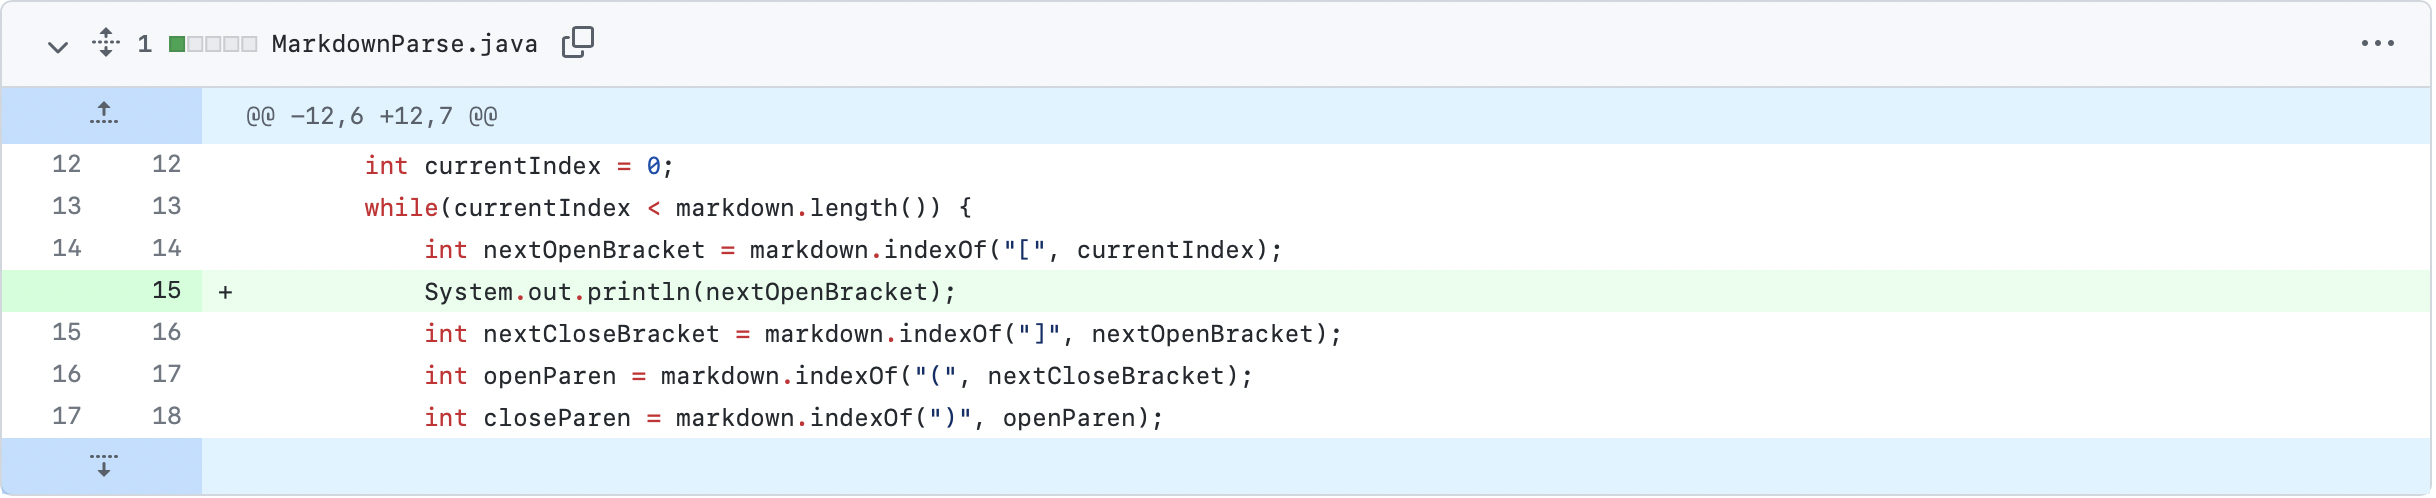 1 MarkdownParse.java
@@ -12,6 +12,7 @@
12 12 int currentIndex = 0;
13 13 while(currentIndex < markdown.length()) {
14 14 int nextOpenBracket = markdown.indexOf("[", currentIndex);
15 + System.out.println(nextOpenBracket);
15 16 int nextCloseBracket = markdown.indexOf("]", nextOpenBracket);
16 17 int openParen = markdown.indexOf("(", nextCloseBracket);
17 18 int closeParen = markdown.indexOf(")", openParen);